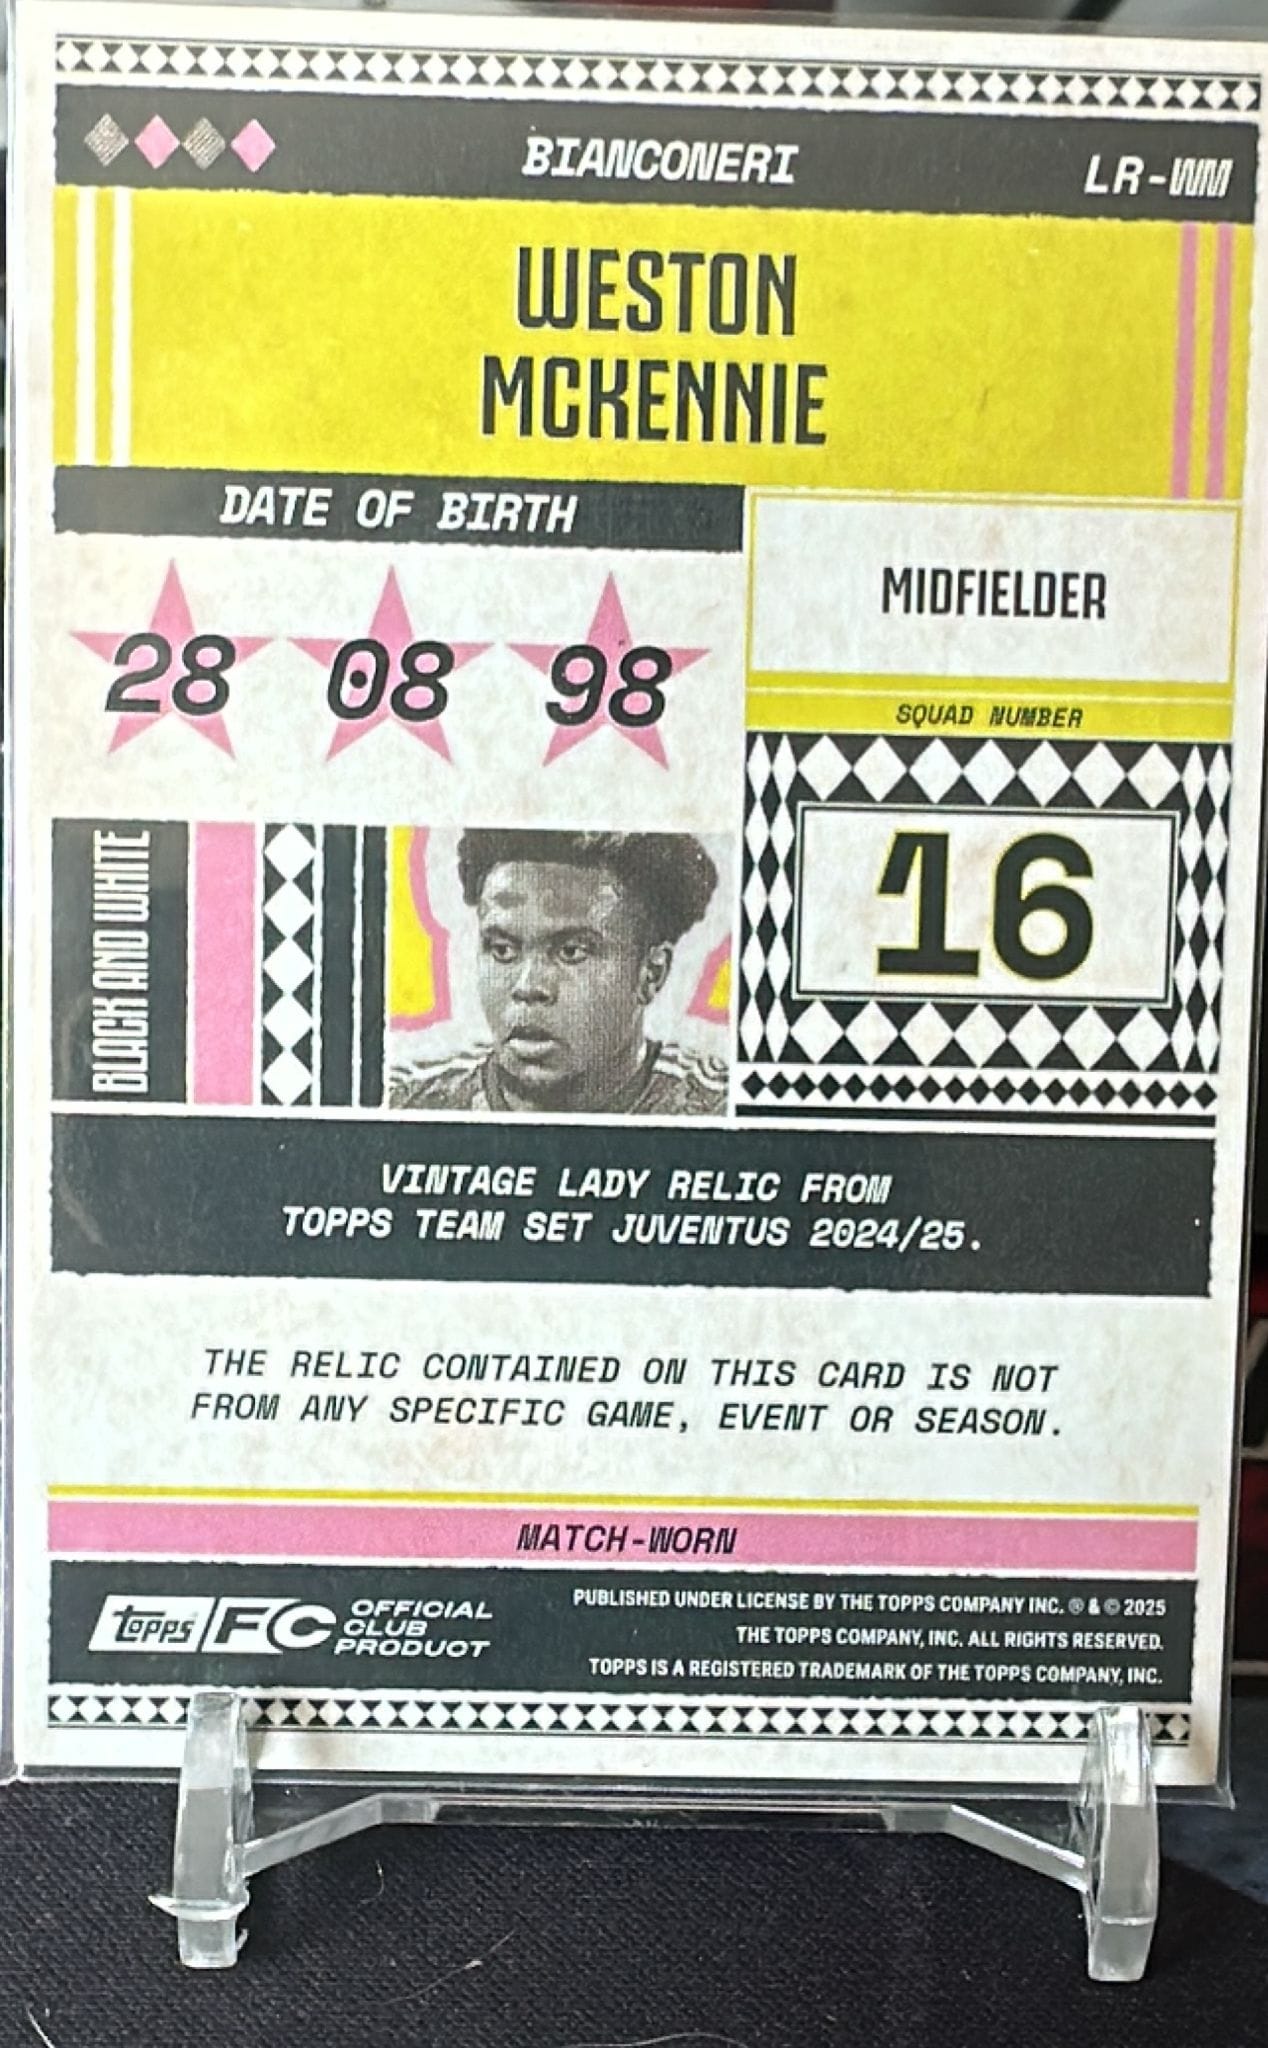 BIANCONERI
LR-WM
WESTON
MCKENNIE
DATE OF BIRTH
28 08 98
MIDFIELDER
SQUAD NUMBER
16
BLACK AND WHITE
VINTAGE LADY RELIC FROM
TOPPS TEAM SET JUVENTUS 2024/25.
THE RELIC CONTAINED ON THIS CARD IS NOT
FROM ANY SPECIFIC GAME, EVENT OR SEASON.
MATCH-WORN
topps FC OFFICIAL
CLUB
PRODUCT
PUBLISHED UNDER LICENSE BY THE TOPPS COMPANY INC. ® & © 2025
THE TOPPS COMPANY, INC. ALL RIGHTS RESERVED.
TOPPS IS A REGISTERED TRADEMARK OF THE TOPPS COMPANY, INC.